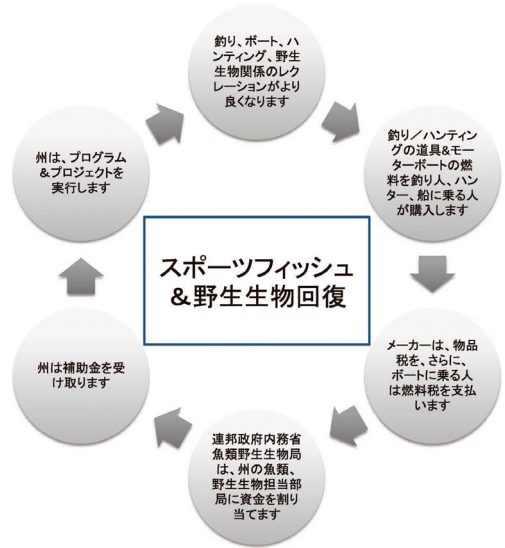 釣り、ボート、ハ
ンティング、野生
生物関係のレク
レーションがより
良くなります
釣り／ハンティン
グの道具&モー
ターボートの燃
料を釣り人、ハン
ター、船に乗る人
が購入します
メーカーは、物品
税を、さらに、
ボートに乗る人
は燃料税を支払
います
連邦政府内務省
魚類野生生物局
は、州の魚類、
野生生物担当部
局に資金を割り
当てます
州は補助金を受
け取ります
州は、プログラム
&プロジェクトを
実行します
スポーツフィッシュ
&野生生物回復